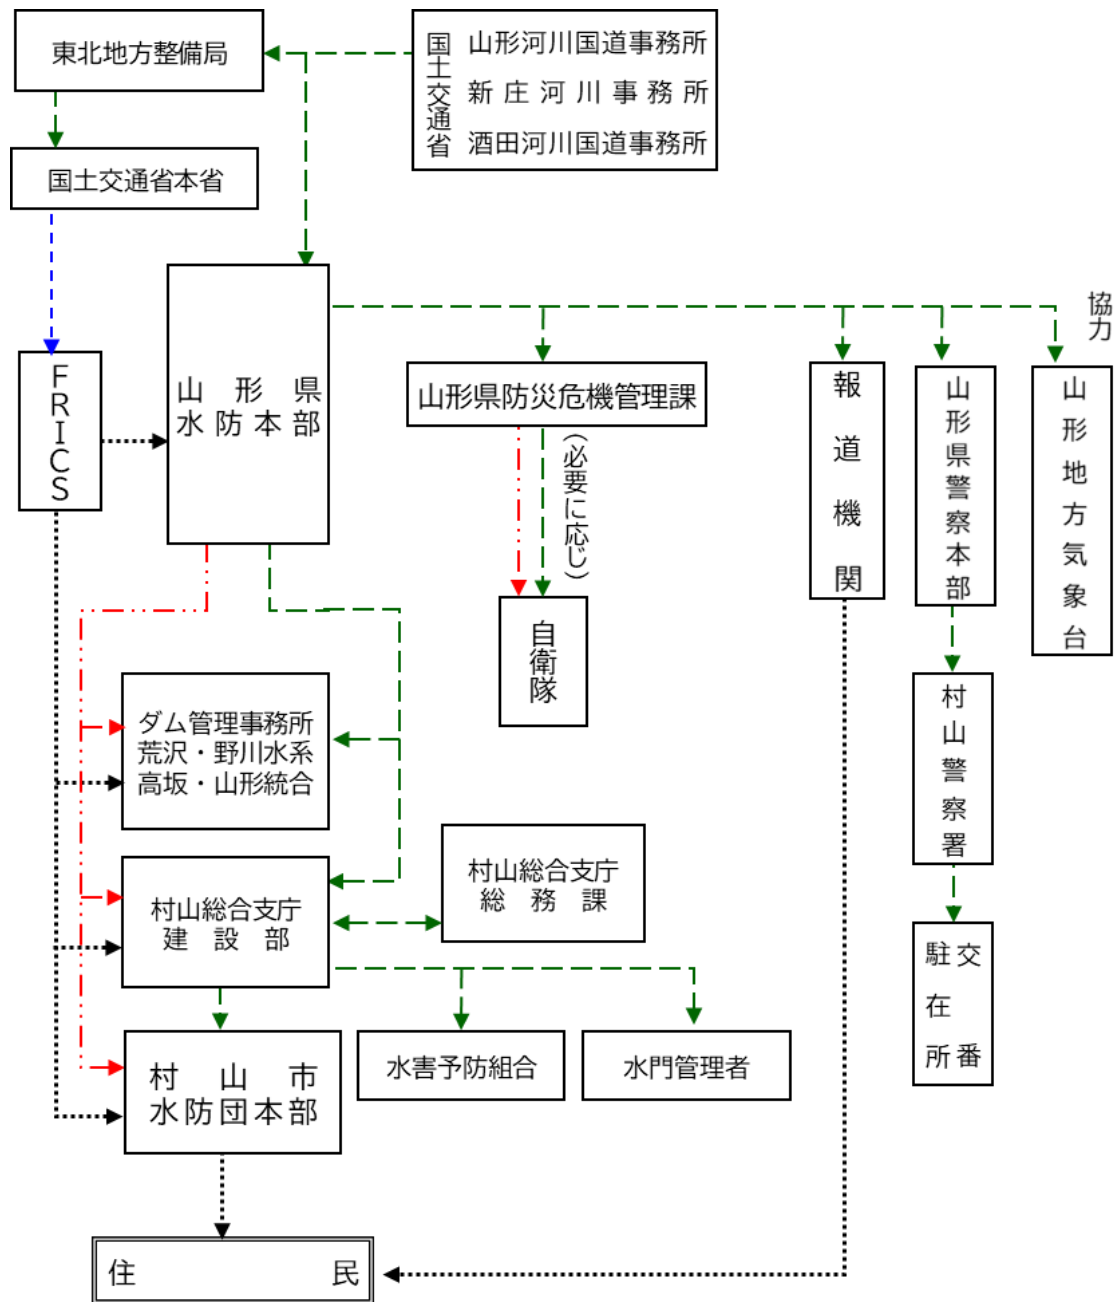 東北地方整備局
国土交通省
山形河川国道事務所
新庄河川事務所
酒田河川国道事務所
国土交通省本省
協力
FRICS
山形県
水防本部
山形県防災危機管理課
(必要に応じ)
報道機関
山形県警察本部
山形地方気象台
自衛隊
ダム管理事務所
荒沢・野川水系
高坂・山形統合
村山警察署
村山総合支庁
総務課
村山総合支庁
建設部
交番
駐在所
村山市
水防団本部
水害予防組合
水門管理者
住民